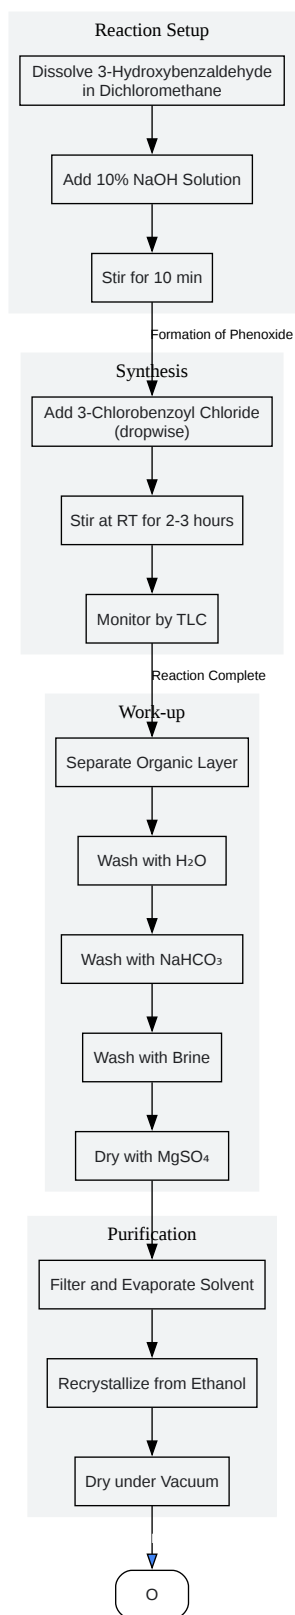 Reaction Setup
Dissolve 3-Hydroxybenzaldehyde
in Dichloromethane
Add 10% NaOH Solution
Stir for 10 min
Formation of Phenoxide
Synthesis
Add 3-Chlorobenzoyl Chloride
(dropwise)
Stir at RT for 2-3 hours
Monitor by TLC
Reaction Complete
Work-up
Separate Organic Layer
Wash with H₂O
Wash with NaHCO₃
Wash with Brine
Dry with MgSO₄
Purification
Filter and Evaporate Solvent
Recrystallize from Ethanol
Dry under Vacuum
O